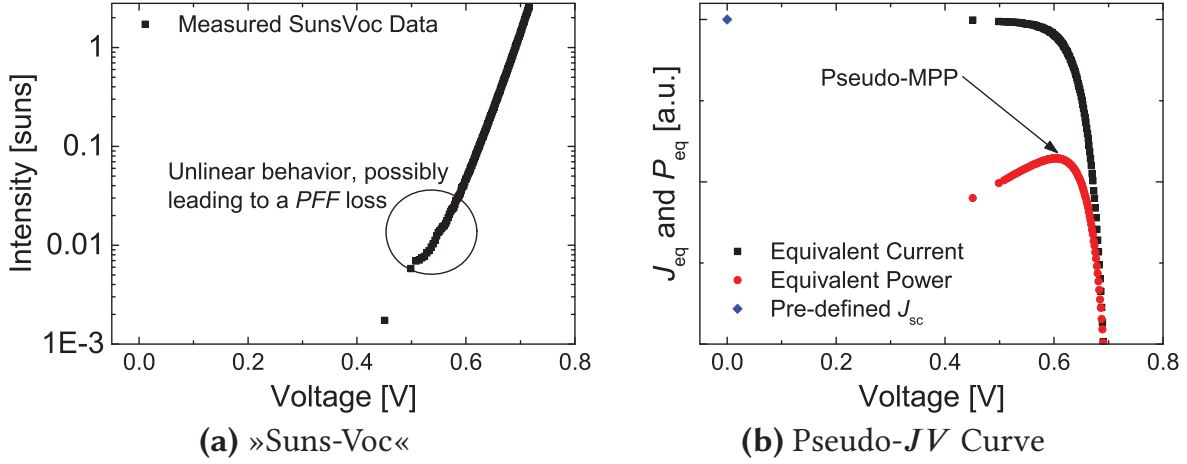 Measured SunsVoc Data
Intensity [suns]
1
0.1
0.01
1E-3
Unlinear behavior, possibly
leading to a PFF loss
0.0 0.2 0.4 0.6 0.8
Voltage [V]
(a) »Suns-Voc«
Jeq and Peq [a.u.]
Pseudo-MPP
Equivalent Current
Equivalent Power
Pre-defined Jsc
0.0 0.2 0.4 0.6 0.8
Voltage [V]
(b) Pseudo-JV Curve